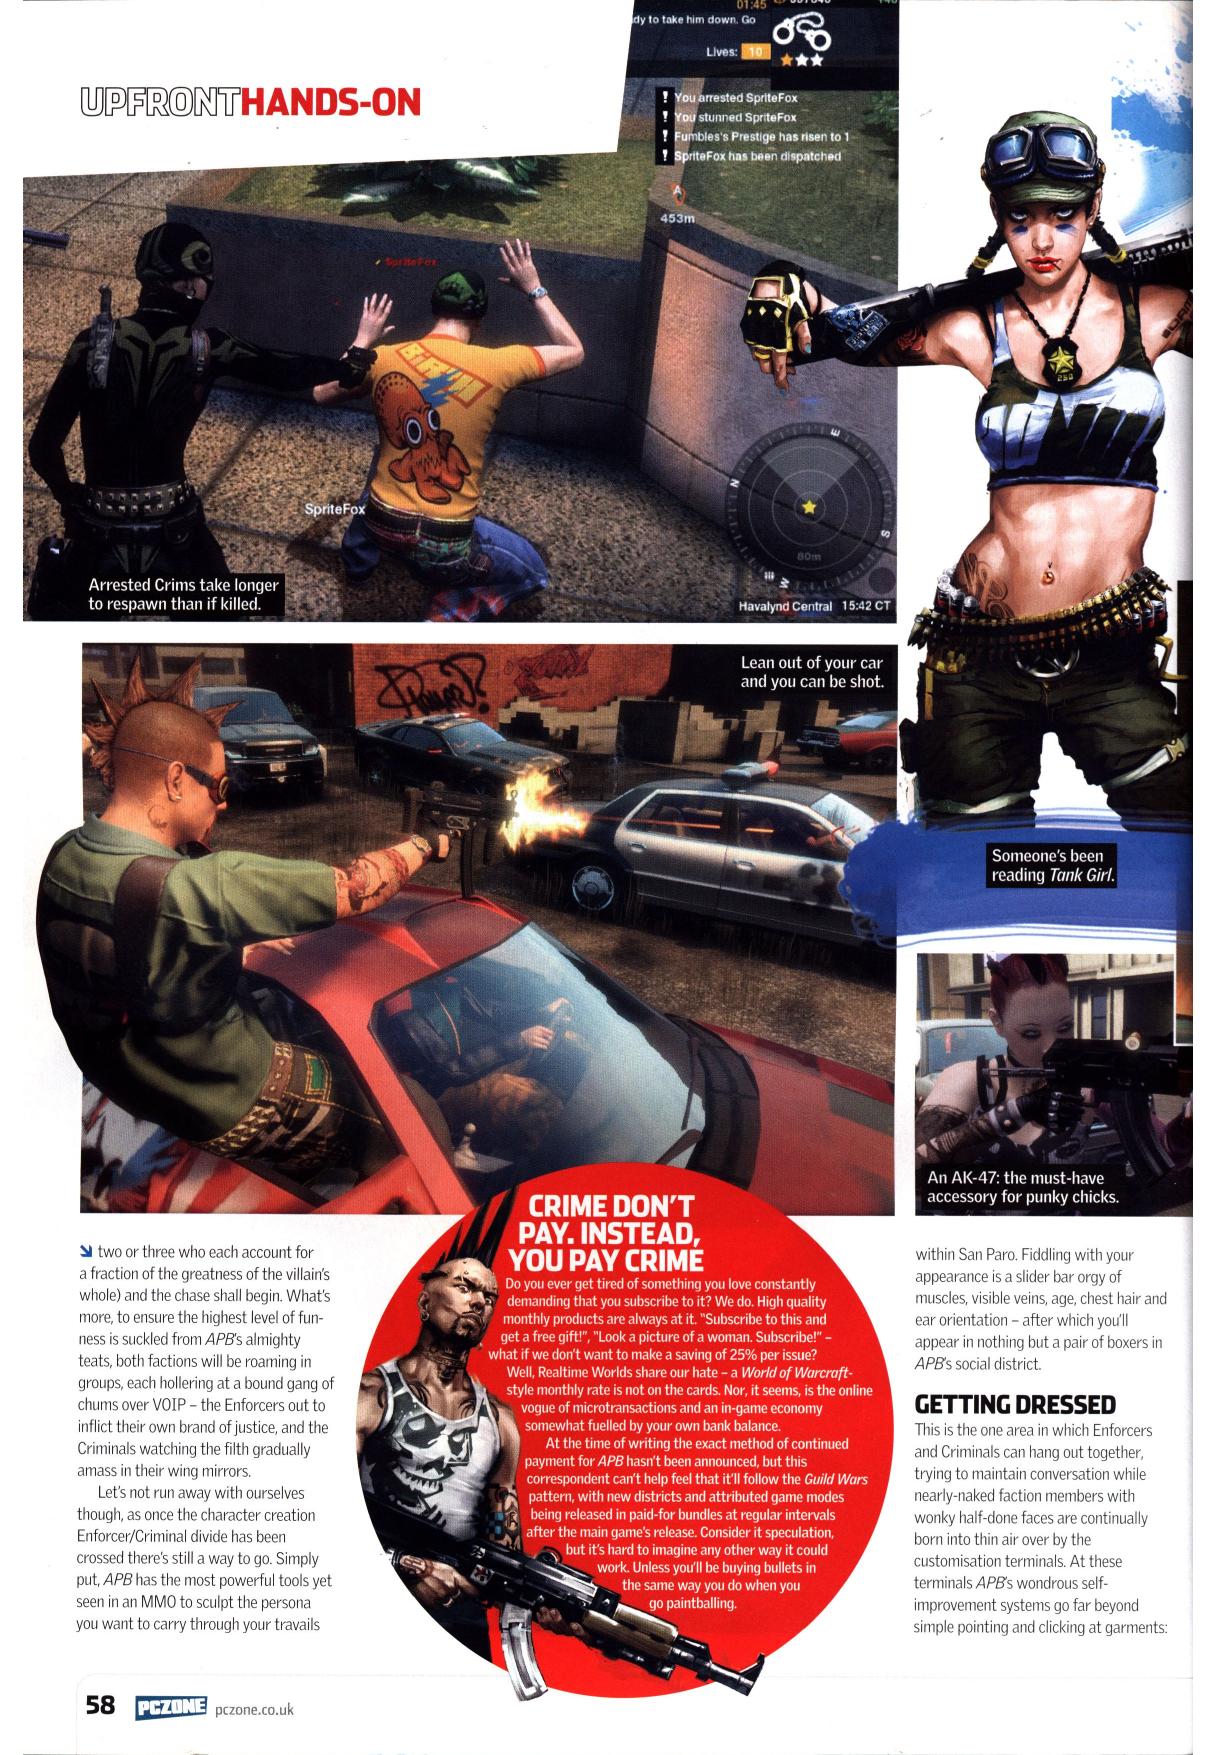 UPFRONTHANDS-ON
01:45
dy to take him down. Go
Lives: 10
! You arrested SpriteFox
! You stunned SpriteFox
! Fumbles's Prestige has risen to 1
! SpriteFox has been dispatched
A
453m
SpriteFox
SpriteFox
N
E
S
W
80m
Havalynd Central 15:42 CT
Arrested Crims take longer
to respawn than if killed.
250
Lean out of your car
and you can be shot.
Someone's been
reading Tank Girl.
An AK-47: the must-have
accessory for punky chicks.
two or three who each account for
a fraction of the greatness of the villain's
whole) and the chase shall begin. What's
more, to ensure the highest level of fun-
ness is suckled from APB's almighty
teats, both factions will be roaming in
groups, each hollering at a bound gang of
chums over VOIP – the Enforcers out to
inflict their own brand of justice, and the
Criminals watching the filth gradually
amass in their wing mirrors.
Let's not run away with ourselves
though, as once the character creation
Enforcer/Criminal divide has been
crossed there's still a way to go. Simply
put, APB has the most powerful tools yet
seen in an MMO to sculpt the persona
you want to carry through your travails
CRIME DON'T
PAY. INSTEAD,
YOU PAY CRIME
Do you ever get tired of something you love constantly
demanding that you subscribe to it? We do. High quality
monthly products are always at it. "Subscribe to this and
get a free gift!", "Look a picture of a woman. Subscribe!" –
what if we don't want to make a saving of 25% per issue?
Well, Realtime Worlds share our hate – a World of Warcraft-
style monthly rate is not on the cards. Nor, it seems, is the online
vogue of microtransactions and an in-game economy
somewhat fuelled by your own bank balance.
At the time of writing the exact method of continued
payment for APB hasn't been announced, but this
correspondent can't help feel that it'll follow the Guild Wars
pattern, with new districts and attributed game modes
being released in paid-for bundles at regular intervals
after the main game's release. Consider it speculation,
but it's hard to imagine any other way it could
work. Unless you'll be buying bullets in
the same way you do when you
go paintballing.
within San Paro. Fiddling with your
appearance is a slider bar orgy of
muscles, visible veins, age, chest hair and
ear orientation – after which you'll
appear in nothing but a pair of boxers in
APB's social district.
GETTING DRESSED
This is the one area in which Enforcers
and Criminals can hang out together,
trying to maintain conversation while
nearly-naked faction members with
wonky half-done faces are continually
born into thin air over by the
customisation terminals. At these
terminals APB's wondrous self-
improvement systems go far beyond
simple pointing and clicking at garments:
58 PCZONE pczone.co.uk